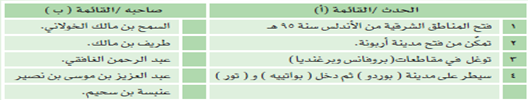 الحدث /القائمة (أ) صاحبه /القائمة ( ب )
١ فتح المناطق الشرقية من الأندلس سنة ٩٥ هـ السمح بن مالك الخولاني.
٢ تمكّن من فتح مدينة أربونة. طريف بن مالك.
٣ توغل في مقاطعات(بروفانس وبرغنديا) عبد الرحمن الغافقي.
٤ سيطر على مدينة ( بوردو ) ثم دخل ( بواتييه ) و ( تور ) عبد العزيز بن موسى بن نصير
عنبسة بن سحيم.